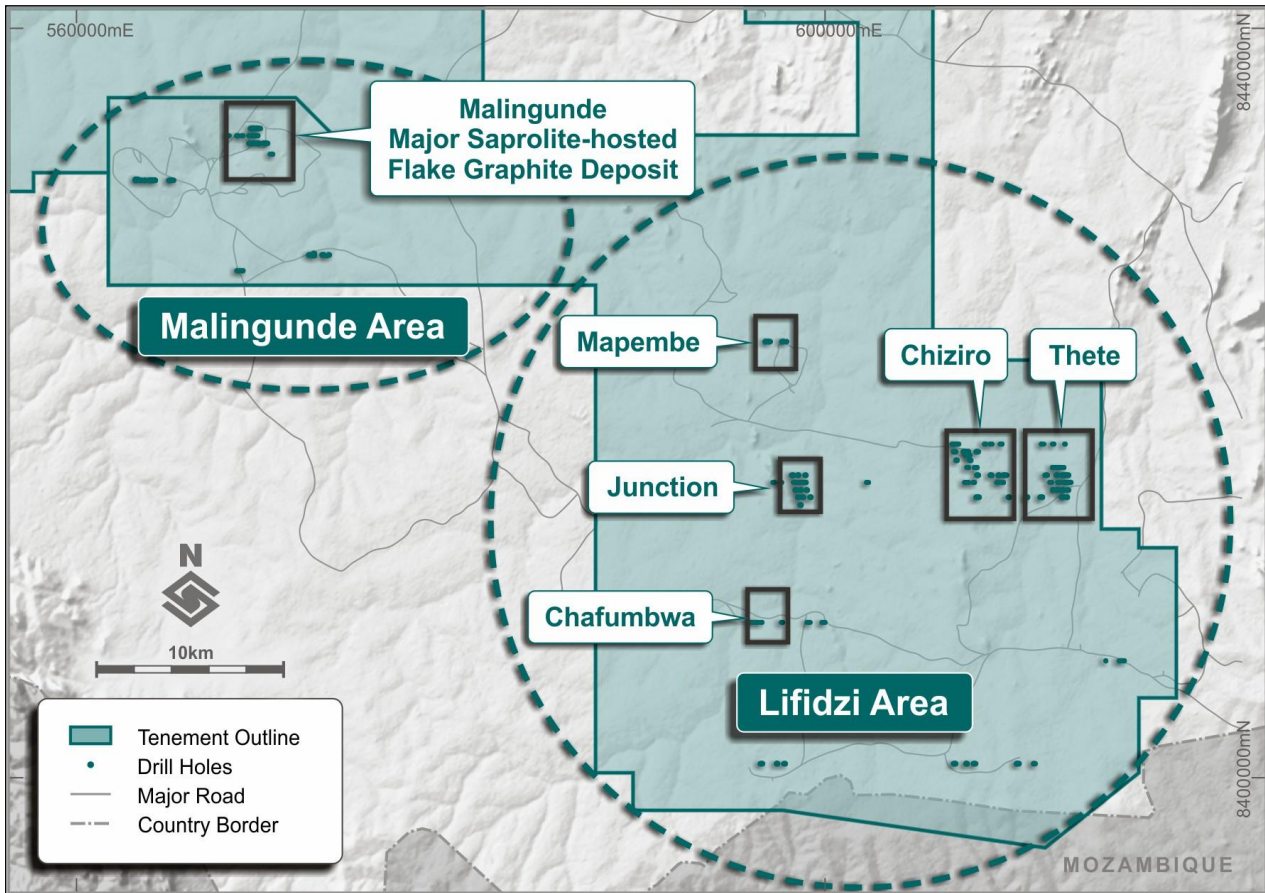 560000mE
600000mE
8440000mN
Malingunde
Major Saprolite-hosted
Flake Graphite Deposit
Malingunde Area
Mapembe
Chiziro
Thete
Junction
Chafumbwa
N
10km
Lifidzi Area
Tenement Outline
Drill Holes
Major Road
Country Border
8400000mN
MOZAMBIQUE